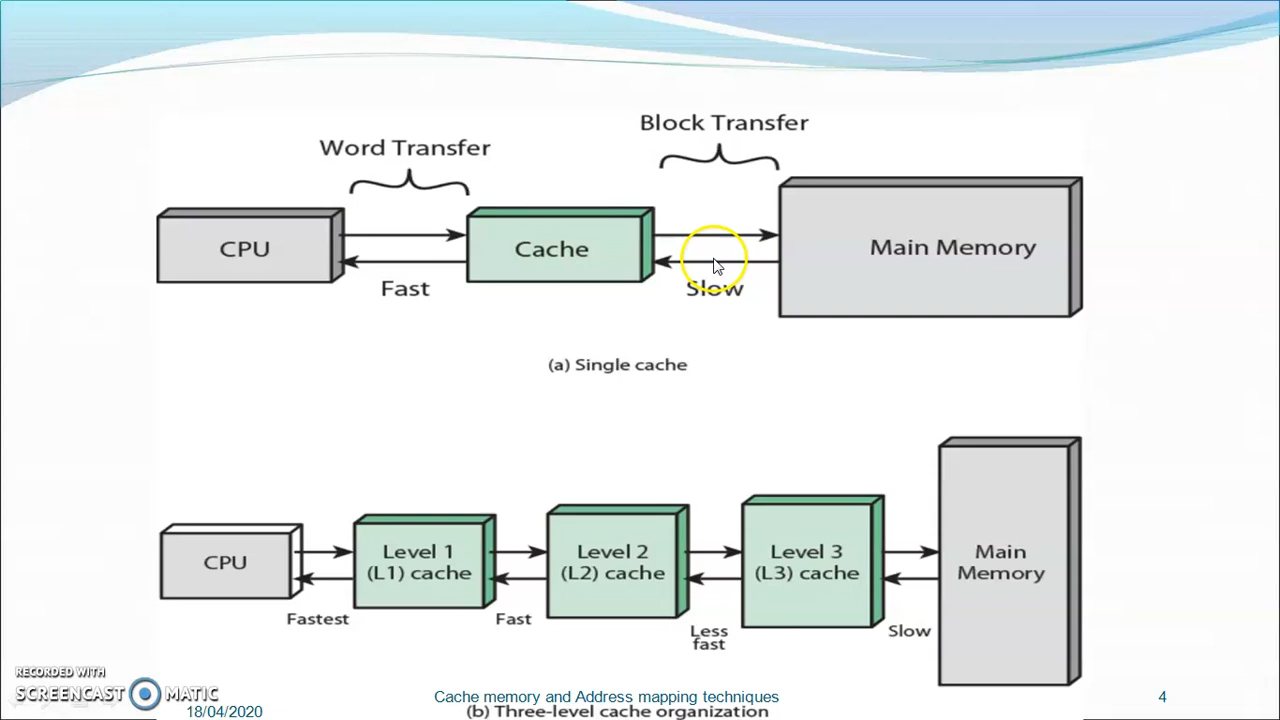 Block Transfer
Word Transfer
CPU
Cache
Main Memory
Fast
Slow
(a) Single cache
CPU
Level 1
(L1) cache
Level 2
(L2) cache
Level 3
(L3) cache
Main
Memory
Fastest
Fast
Less
fast
Slow
RECORDED WITH
SCREENCAST MATIC
Cache memory and Address mapping techniques
4
18/04/2020
(b) Three-level cache organization